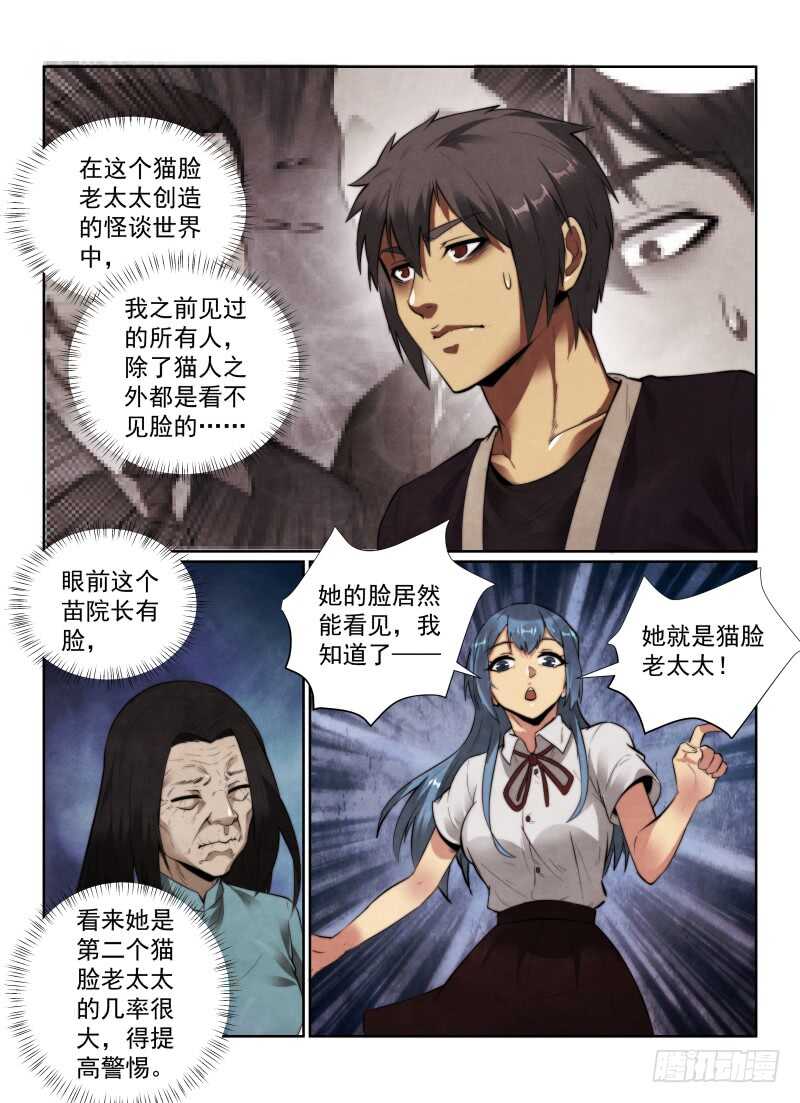 在这个猫脸
老太太创造
的怪谈世界
中，
我之前见过
的所有人，
除了猫人之
外都是看不
见脸的……
眼前这个
苗院长有
脸，
看来她是
第二个猫
脸老太太
的几率很
大，得提
高警惕。
她的脸居然
能看见，我
知道了——
她就是猫脸
老太太！
腾讯动漫